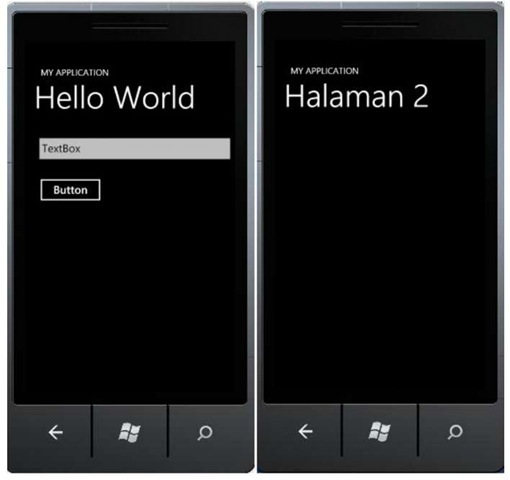 MY APPLICATION
Hello World
TextBox
Button
MY APPLICATION
Halaman 2